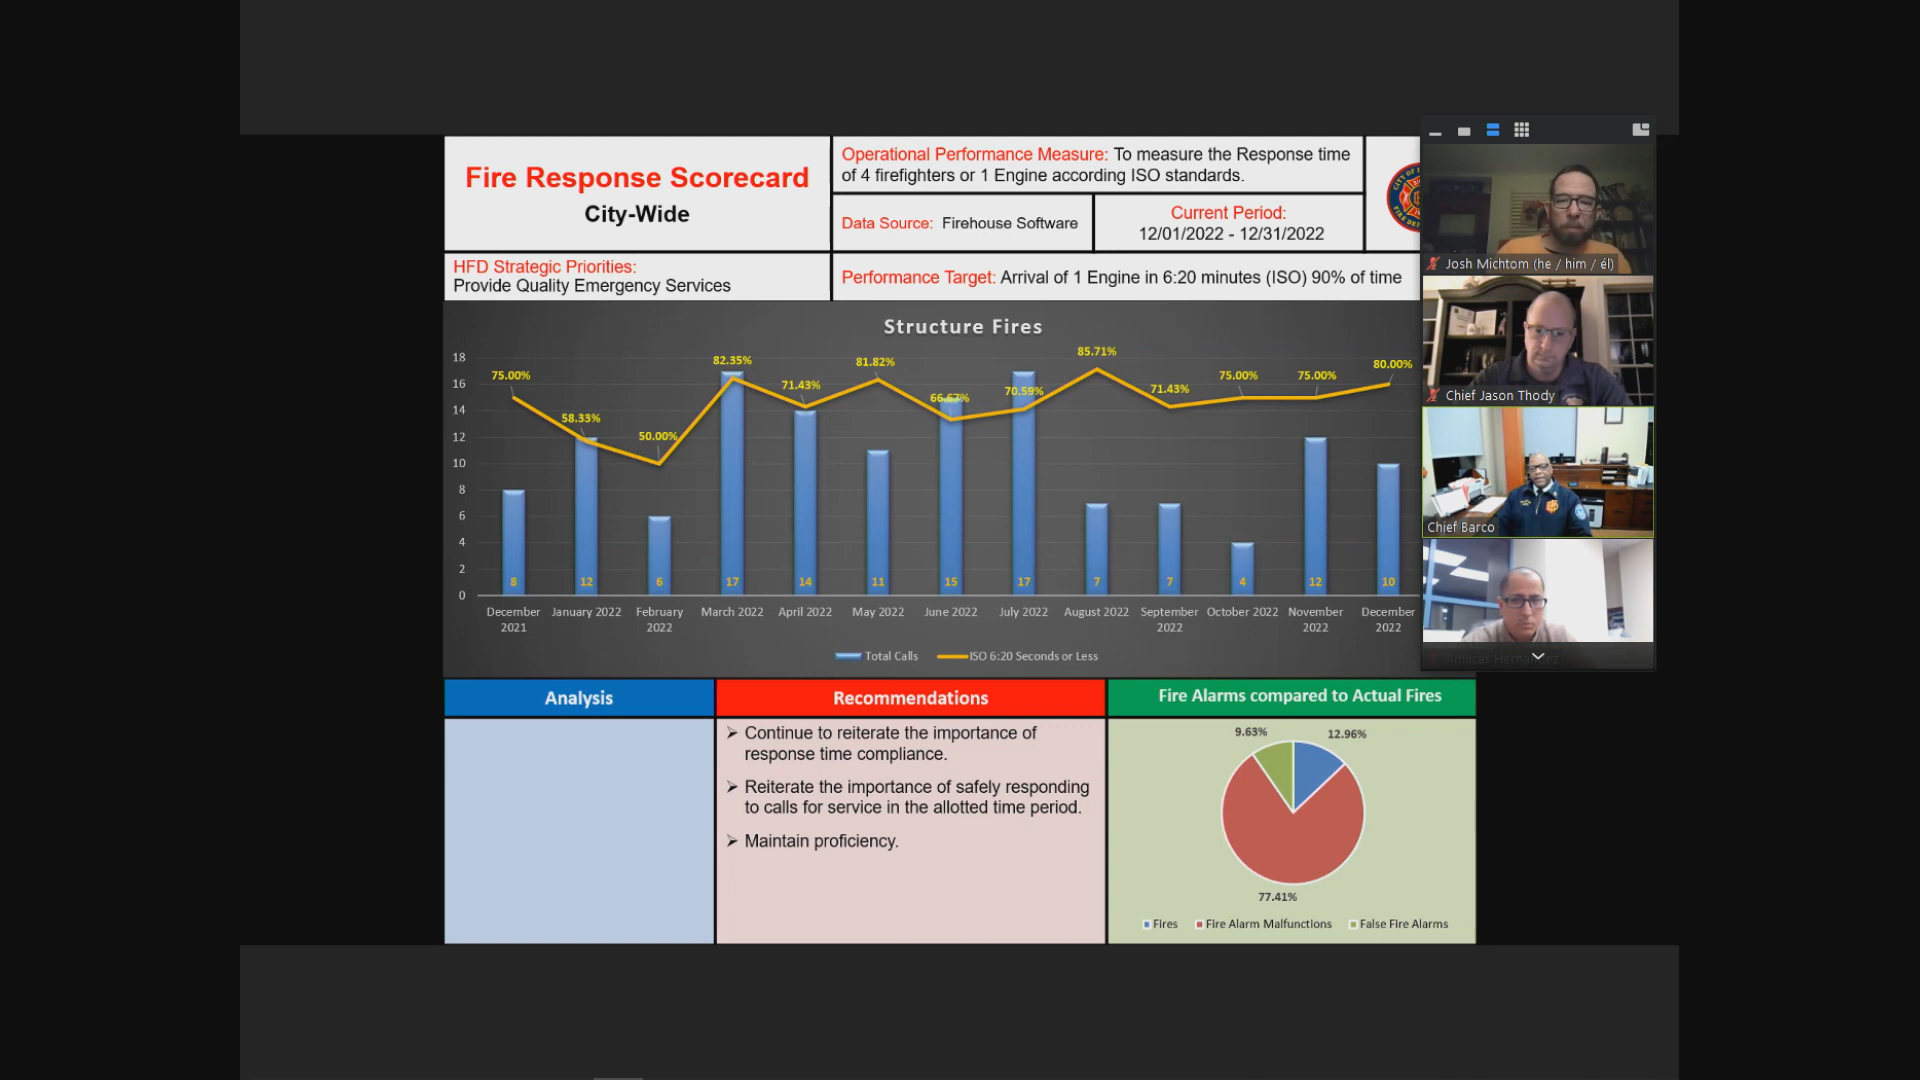 Fire Response Scorecard
City-Wide
Operational Performance Measure: To measure the Response time
of 4 firefighters or 1 Engine according ISO standards.
Data Source: Firehouse Software
Current Period:
12/01/2022 - 12/31/2022
HFD Strategic Priorities:
Provide Quality Emergency Services
Performance Target: Arrival of 1 Engine in 6:20 minutes (ISO) 90% of time
Structure Fires
18
16
14
12
10
8
6
4
2
0
75.00%
58.33%
50.00%
82.35%
71.43%
81.82%
66.67%
70.59%
85.71%
71.43%
75.00%
75.00%
80.00%
8
12
6
17
14
11
15
17
7
7
4
12
10
December
2021
January 2022
February
2022
March 2022
April 2022
May 2022
June 2022
July 2022
August 2022
September
2022
October 2022
November
2022
December
2022
Total Calls
ISO 6:20 Seconds or Less
Josh Michtom (he / him / él)
Chief Jason Thody
Chief Barco
Amilcar Hernandez
Analysis
Recommendations
➢ Continue to reiterate the importance of
response time compliance.
➢ Reiterate the importance of safely responding
to calls for service in the allotted time period.
➢ Maintain proficiency.
Fire Alarms compared to Actual Fires
9.63%
12.96%
77.41%
Fires
Fire Alarm Malfunctions
False Fire Alarms